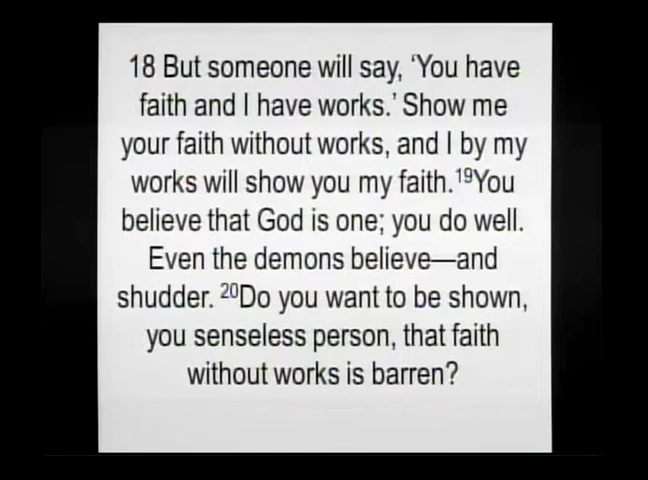 18 But someone will say, ‘You have
faith and I have works.’ Show me
your faith without works, and I by my
works will show you my faith.¹⁹You
believe that God is one; you do well.
Even the demons believe—and
shudder. ²⁰Do you want to be shown,
you senseless person, that faith
without works is barren?